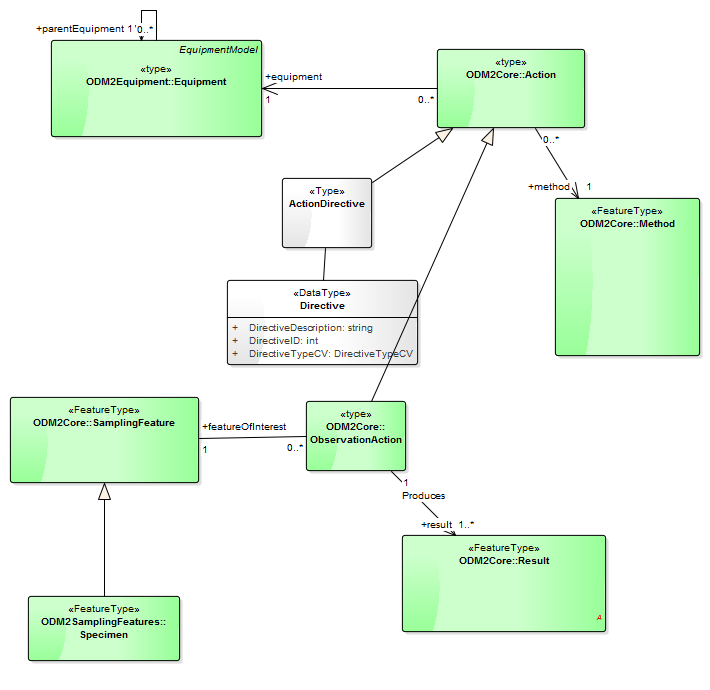 +parentEquipment 1
0..*
EquipmentModel
«type»
ODM2Equipment::Equipment
+equipment
1
0..*
«type»
ODM2Core::Action
0..*
+method 1
«Type»
ActionDirective
«FeatureType»
ODM2Core::Method
«DataType»
Directive
+ DirectiveDescription: string
+ DirectiveID: int
+ DirectiveTypeCV: DirectiveTypeCV
«FeatureType»
ODM2Core::SamplingFeature
+featureOfInterest
1
0..*
«type»
ODM2Core::
ObservationAction
1
Produces
+result 1..*
«FeatureType»
ODM2Core::Result
A
«FeatureType»
ODM2SamplingFeatures::
Specimen